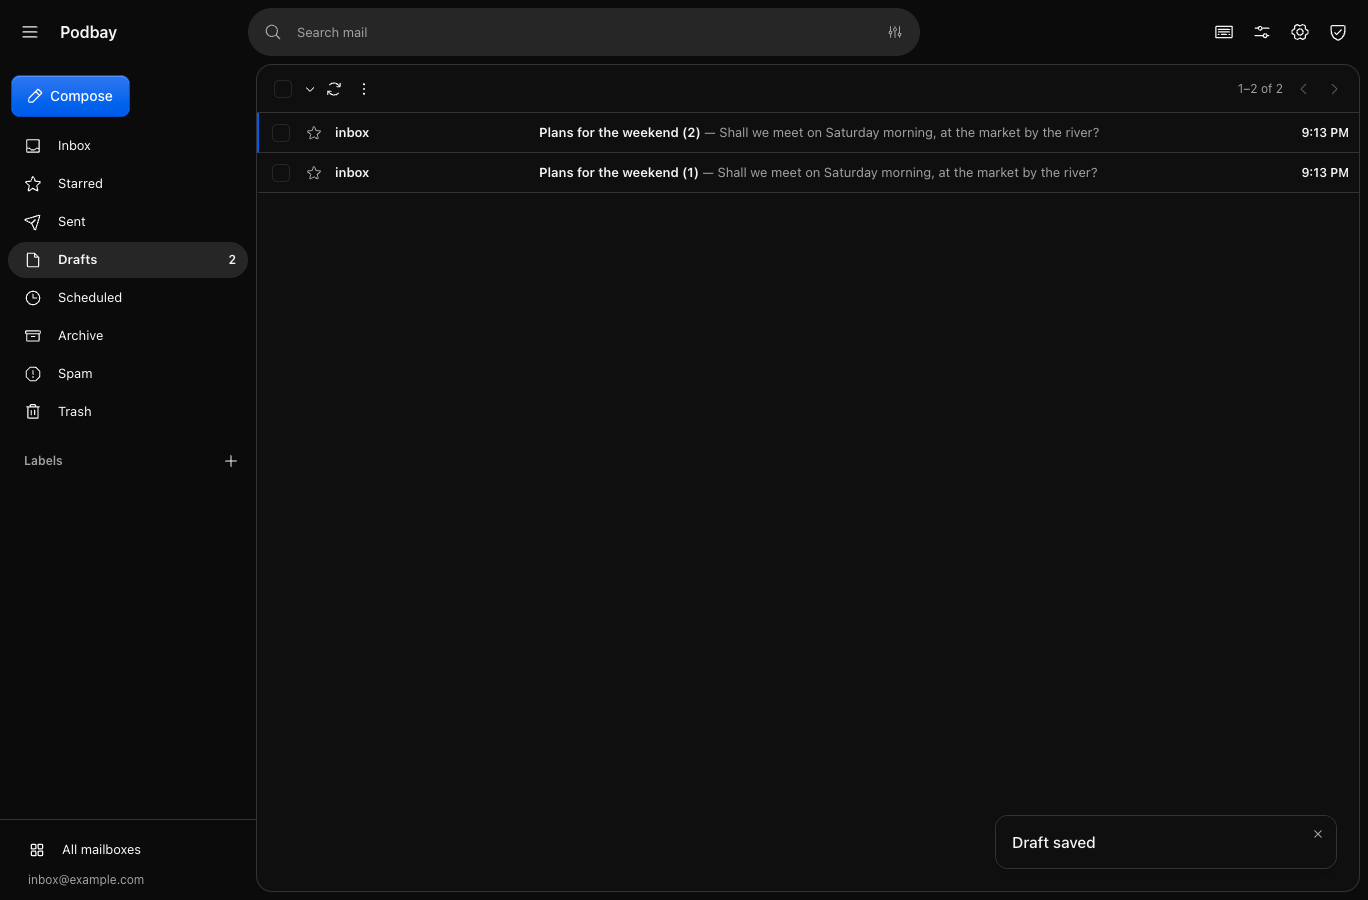 Podbay
Search mail
Compose
1–2 of 2
inbox Plans for the weekend (2) — Shall we meet on Saturday morning, at the market by the river? 9:13 PM
inbox Plans for the weekend (1) — Shall we meet on Saturday morning, at the market by the river? 9:13 PM
Inbox
Starred
Sent
Drafts 2
Scheduled
Archive
Spam
Trash
Labels
All mailboxes
inbox@example.com
Draft saved